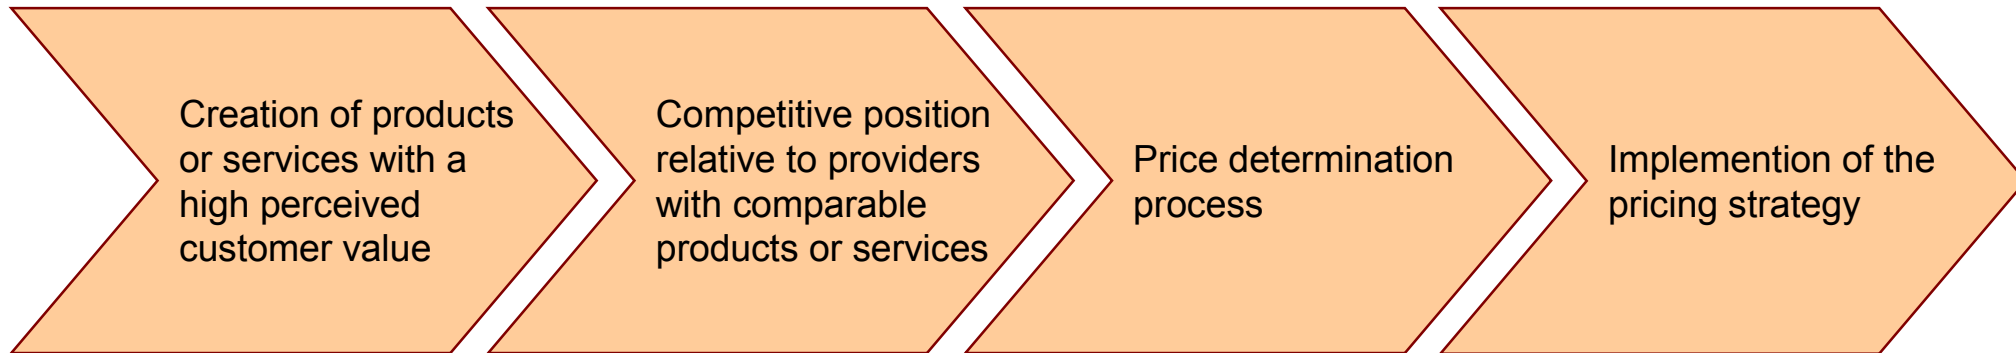 Creation of products
or services with a
high perceived
customer value
Competitive position
relative to providers
with comparable
products or services
Price determination
process
Implemention of the
pricing strategy